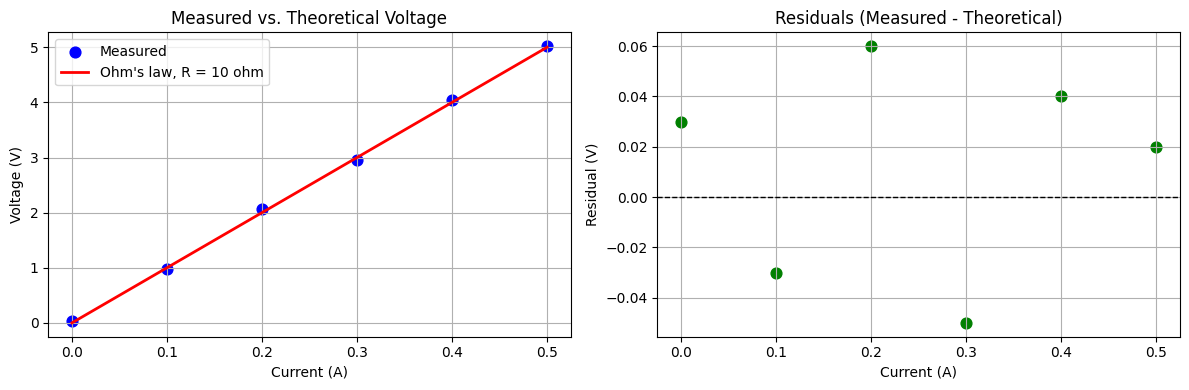 Measured vs. Theoretical Voltage
Measured
Ohm's law, R = 10 ohm
Voltage (V)
5
4
3
2
1
0
0.0 0.1 0.2 0.3 0.4 0.5
Current (A)
Residuals (Measured - Theoretical)
Residual (V)
0.06
0.04
0.02
0.00
−0.02
−0.04
0.0 0.1 0.2 0.3 0.4 0.5
Current (A)